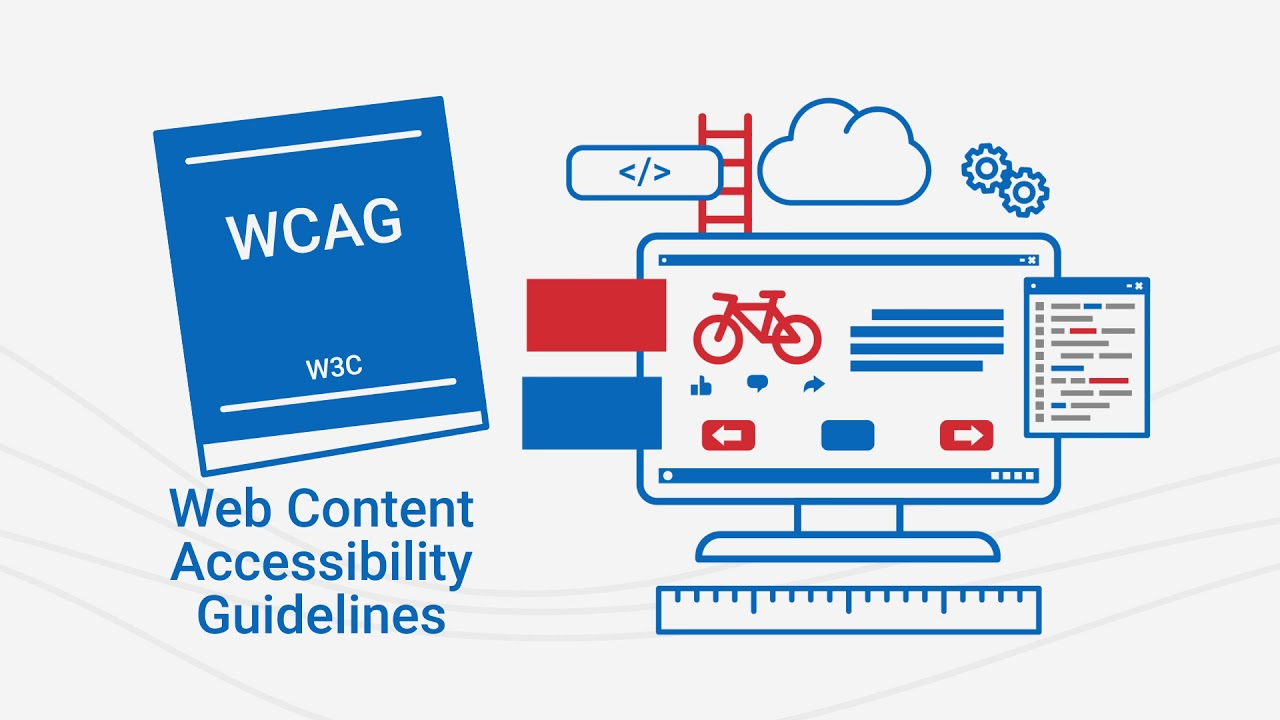 WCAG
W3C
Web Content
Accessibility
Guidelines
</>